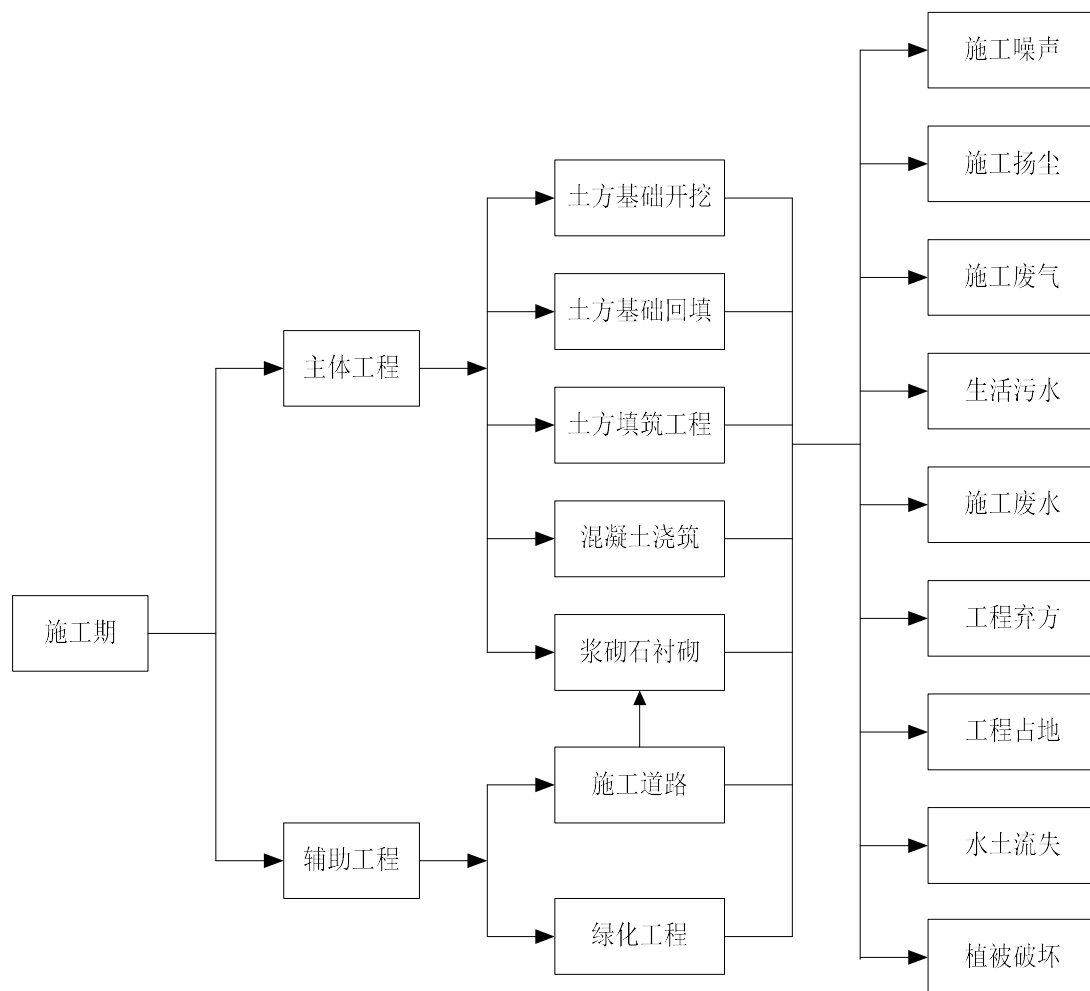 施工期
主体工程
辅助工程
土方基础开挖
土方基础回填
土方填筑工程
混凝土浇筑
浆砌石衬砌
施工道路
绿化工程
施工噪声
施工扬尘
施工废气
生活污水
施工废水
工程弃方
工程占地
水土流失
植被破坏